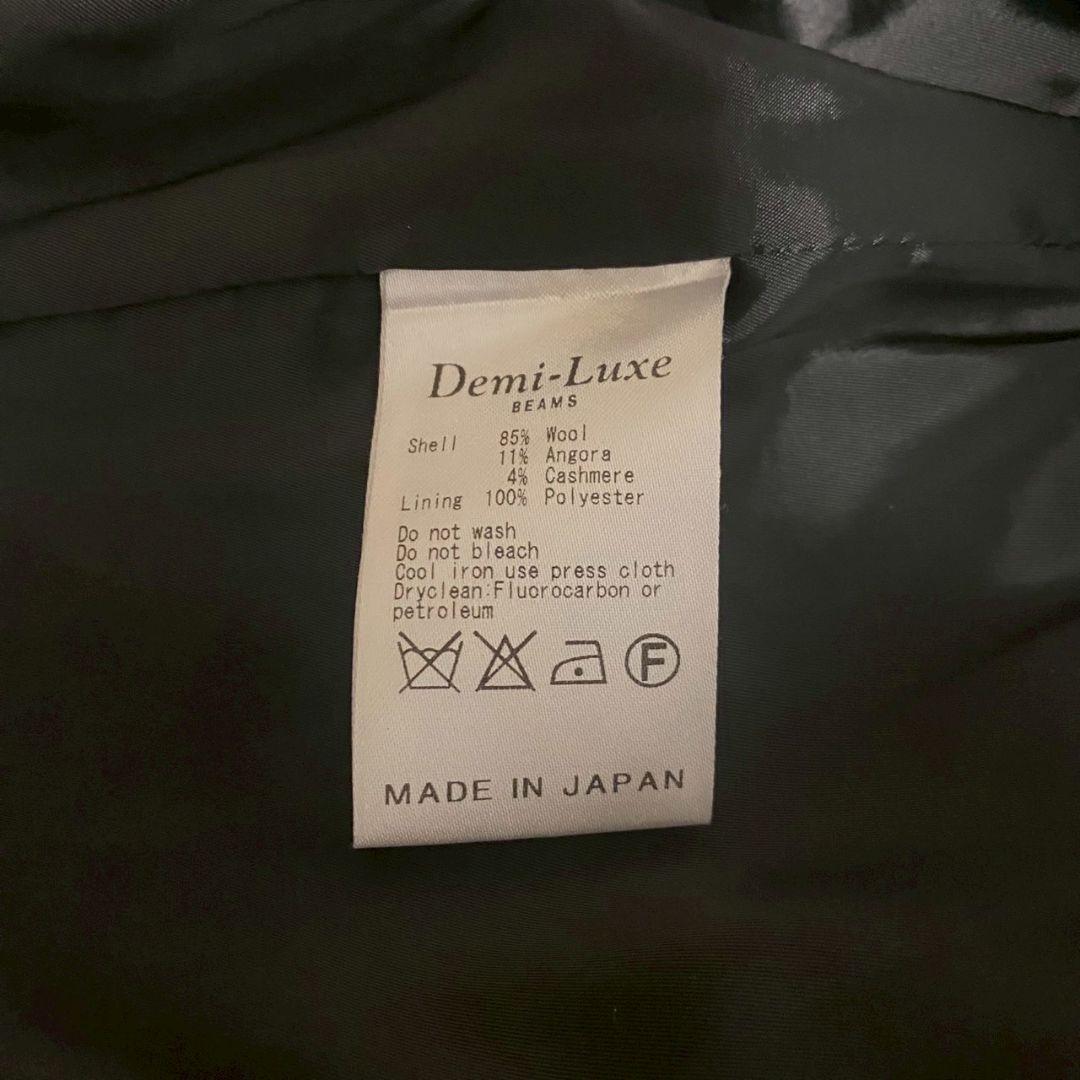 Demi-Luxe
BEAMS
Shell 85% Wool
11% Angora
4% Cashmere
Lining 100% Polyester
Do not wash
Do not bleach
Cool iron use press cloth
Dryclean:Fluorocarbon or
petroleum
F
MADE IN JAPAN